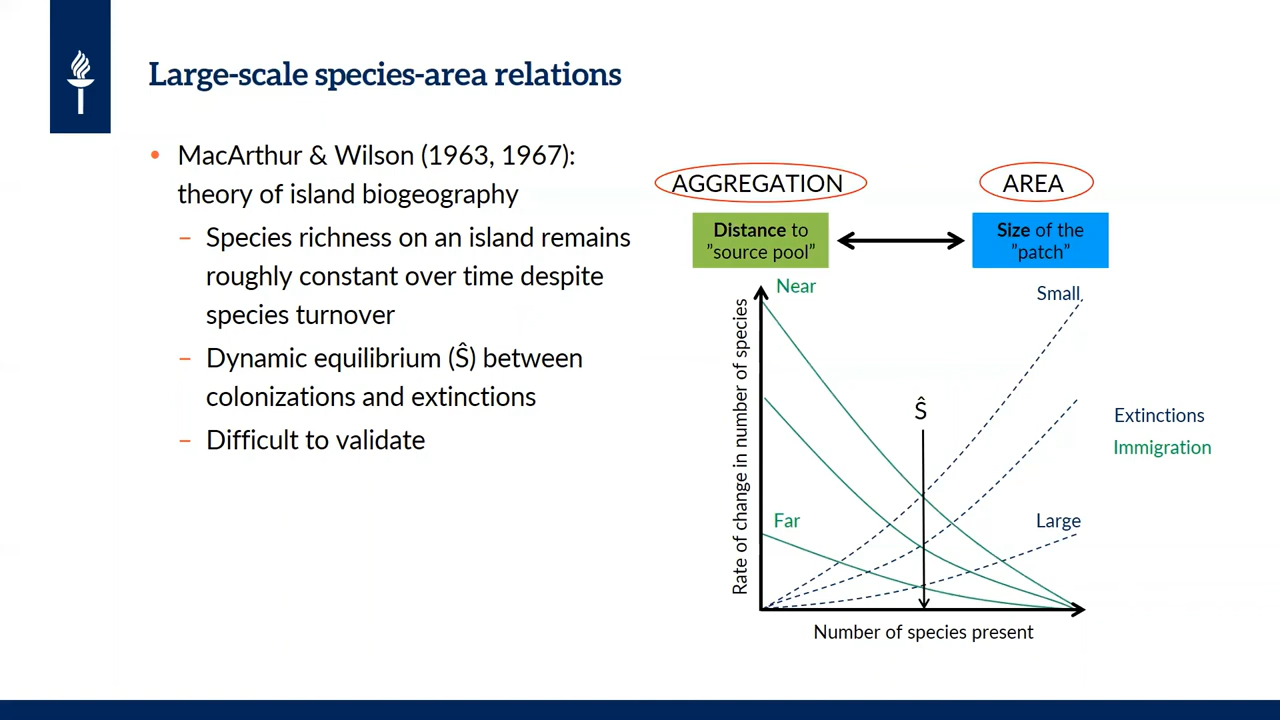 Large-scale species-area relations
• MacArthur & Wilson (1963, 1967):
theory of island biogeography
– Species richness on an island remains
roughly constant over time despite
species turnover
– Dynamic equilibrium (Ŝ) between
colonizations and extinctions
– Difficult to validate
AGGREGATION
AREA
Distance to
”source pool”
Size of the
”patch”
Near
Small
Rate of change in number of species
Ŝ
Extinctions
Immigration
Far
Large
Number of species present